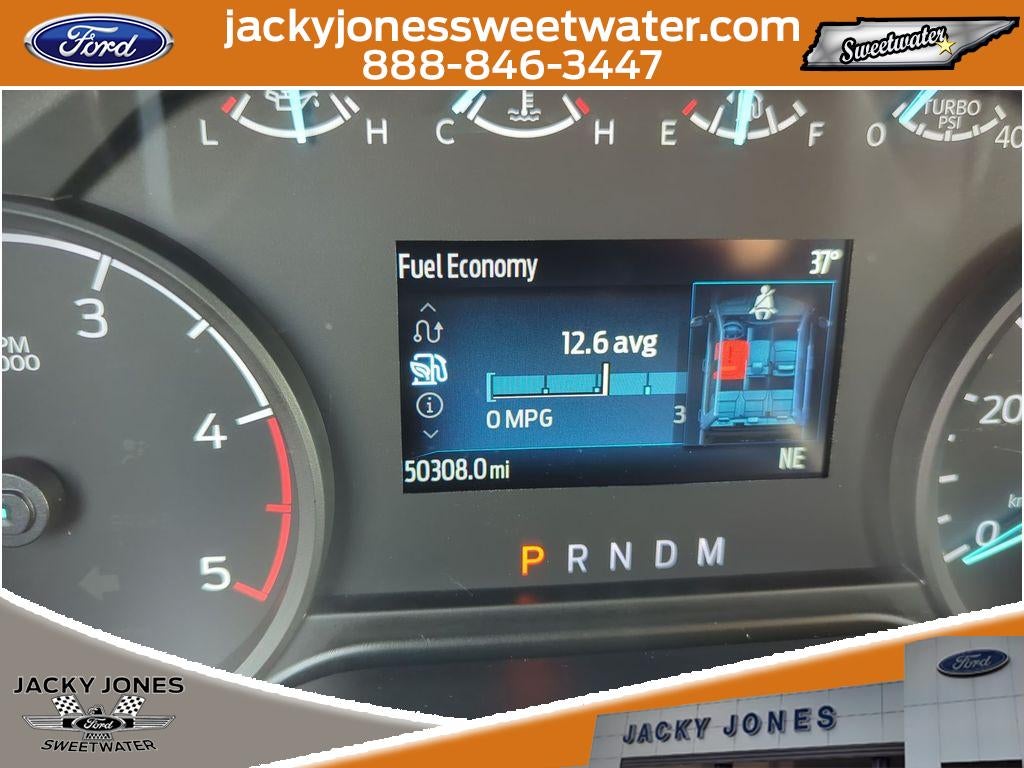 Ford
jackyjonessweetwater.com
888-846-3447
Sweetwater
L H C H E F O TURBO
PSI
40
Fuel Economy 37°
3
PM
000
12.6 avg
0 MPG 3
50308.0 mi NE
4
20
0
5
P R N D M
JACKY JONES
Ford
SWEETWATER
JACKY JONES
Ford